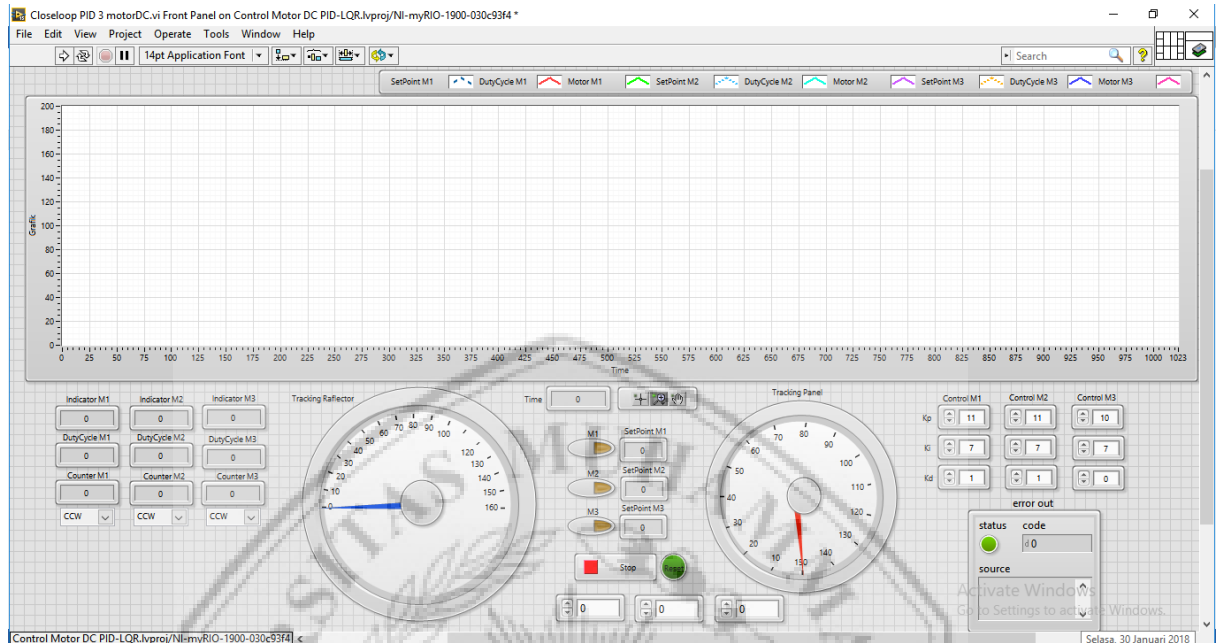 Closeloop PID 3 motorDC.vi Front Panel on Control Motor DC PID-LQR.lvproj/NI-myRIO-1900-030c93f4 *
File Edit View Project Operate Tools Window Help
14pt Application Font
Search
SetPoint M1 DutyCycle M1 Motor M1 SetPoint M2 DutyCycle M2 Motor M2 SetPoint M3 DutyCycle M3 Motor M3
200
180
160
140
120
100
80
60
40
20
0
Grafik
0 25 50 75 100 125 150 175 200 225 250 275 300 325 350 375 400 425 450 475 500 525 550 575 600 625 650 675 700 725 750 775 800 825 850 875 900 925 950 975 1000 1023
Time
Indicator M1 Indicator M2 Indicator M3
0 0 0
DutyCycle M1 DutyCycle M2 DutyCycle M3
0 0 0
Counter M1 Counter M2 Counter M3
0 0 0
CCW CCW CCW
Tracking Raflector
0 10 20 30 40 50 60 70 80 90 100 120 130 140 150 160
Time 0
M1 SetPoint M1
0
M2 SetPoint M2
0
M3 SetPoint M3
0
Stop Reset
0 0 0
Tracking Panel
10 20 30 40 50 60 70 80 90 100 110 120 130 140 150
Control M1 Control M2 Control M3
Kp 11 11 10
Ki 7 7 7
Kd 1 1 0
error out
status code
d 0
source
Activate Windows
Go to Settings to activate Windows.
Control Motor DC PID-LQR.lvproj/NI-myRIO-1900-030c93f4
Selasa, 30 Januari 2018